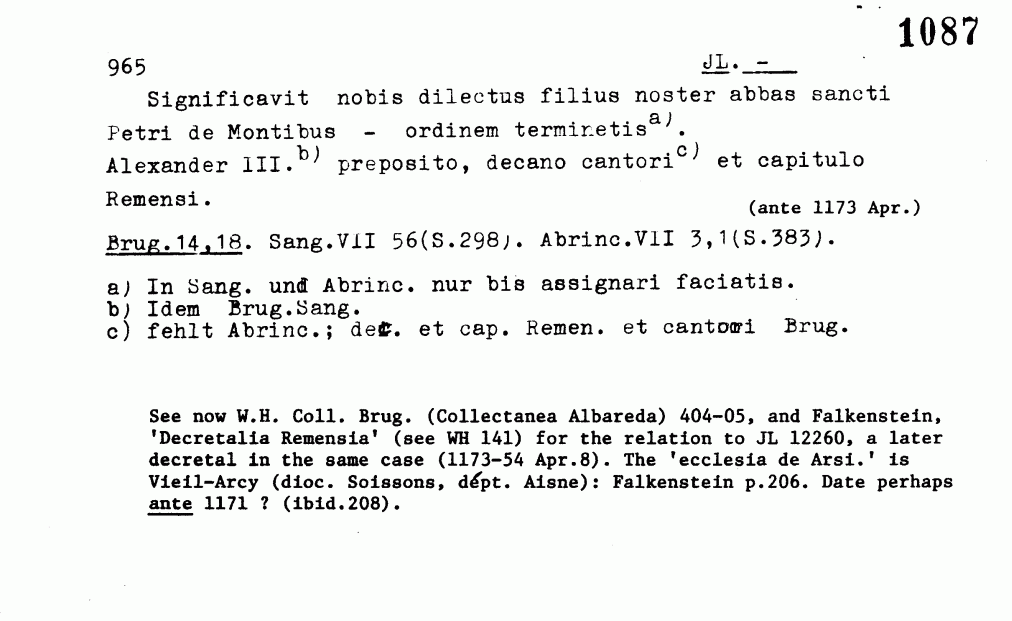 1087
965 JL. -
Significavit nobis dilectus filius noster abbas sancti
Petri de Montibus - ordinem terminetis a).
Alexander III. b) preposito, decano cantori c) et capitulo
Remensi.
(ante 1173 Apr.)
Brug.14,18. Sang.VII 56(S.298). Abrinc.VII 3,1(S.383).
a) In Sang. und Abrinc. nur bis assignari faciatis.
b) Idem Brug.Sang.
c) fehlt Abrinc.; dec. et cap. Remen. et cantori Brug.
See now W.H. Coll. Brug. (Collectanea Albareda) 404-05, and Falkenstein,
'Decretalia Remensia' (see WH 141) for the relation to JL 12260, a later
decretal in the same case (1173-54 Apr.8). The 'ecclesia de Arsi.' is
Vieil-Arcy (dioc. Soissons, dépt. Aisne): Falkenstein p.206. Date perhaps
ante 1171 ? (ibid.208).